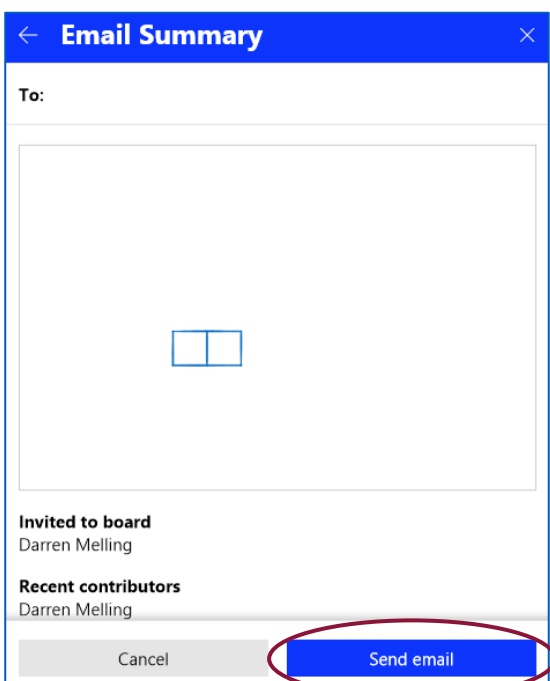 Email Summary
To:
Invited to board
Darren Melling
Recent contributors
Darren Melling
Cancel
Send email